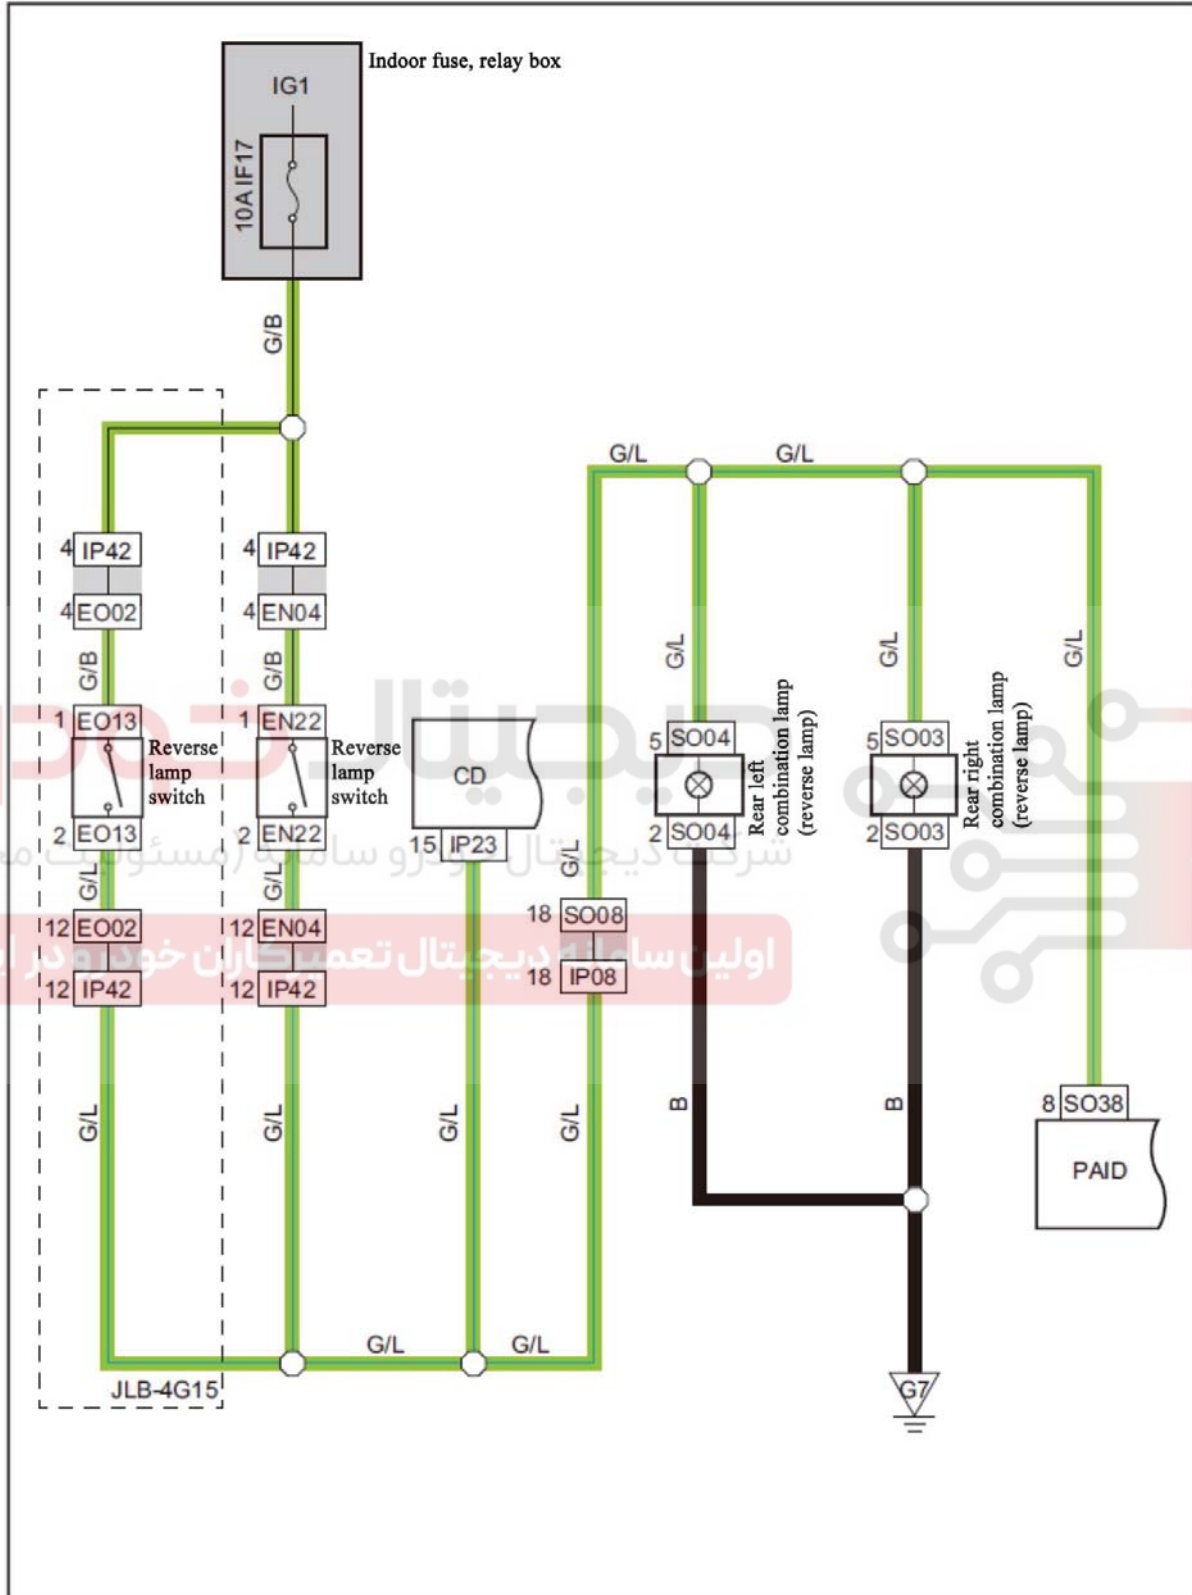 Indoor fuse, relay box
IG1
10A IF17
G/B
G/L
G/L
4 IP42
4 IP42
4 EO02
4 EN04
G/B
G/B
G/L
G/L
G/L
1 EO13
1 EN22
Reverse
lamp
switch
Reverse
lamp
switch
CD
5 SO04
5 SO03
Rear left
combination lamp
(reverse lamp)
Rear right
combination lamp
(reverse lamp)
2 EO13
2 EN22
15 IP23
2 SO04
2 SO03
دیجیتال خودرو
شرکت دیجیتال خودرو سامانه (مسئولیت
G/L
G/L
G/L
12 EO02
12 EN04
18 SO08
اولین سامانه دیجیتال تعمیرکاران خودرو در
12 IP42
12 IP42
18 IP08
G/L
G/L
G/L
G/L
B
B
8 SO38
PAID
G/L
G/L
JLB-4G15
G7